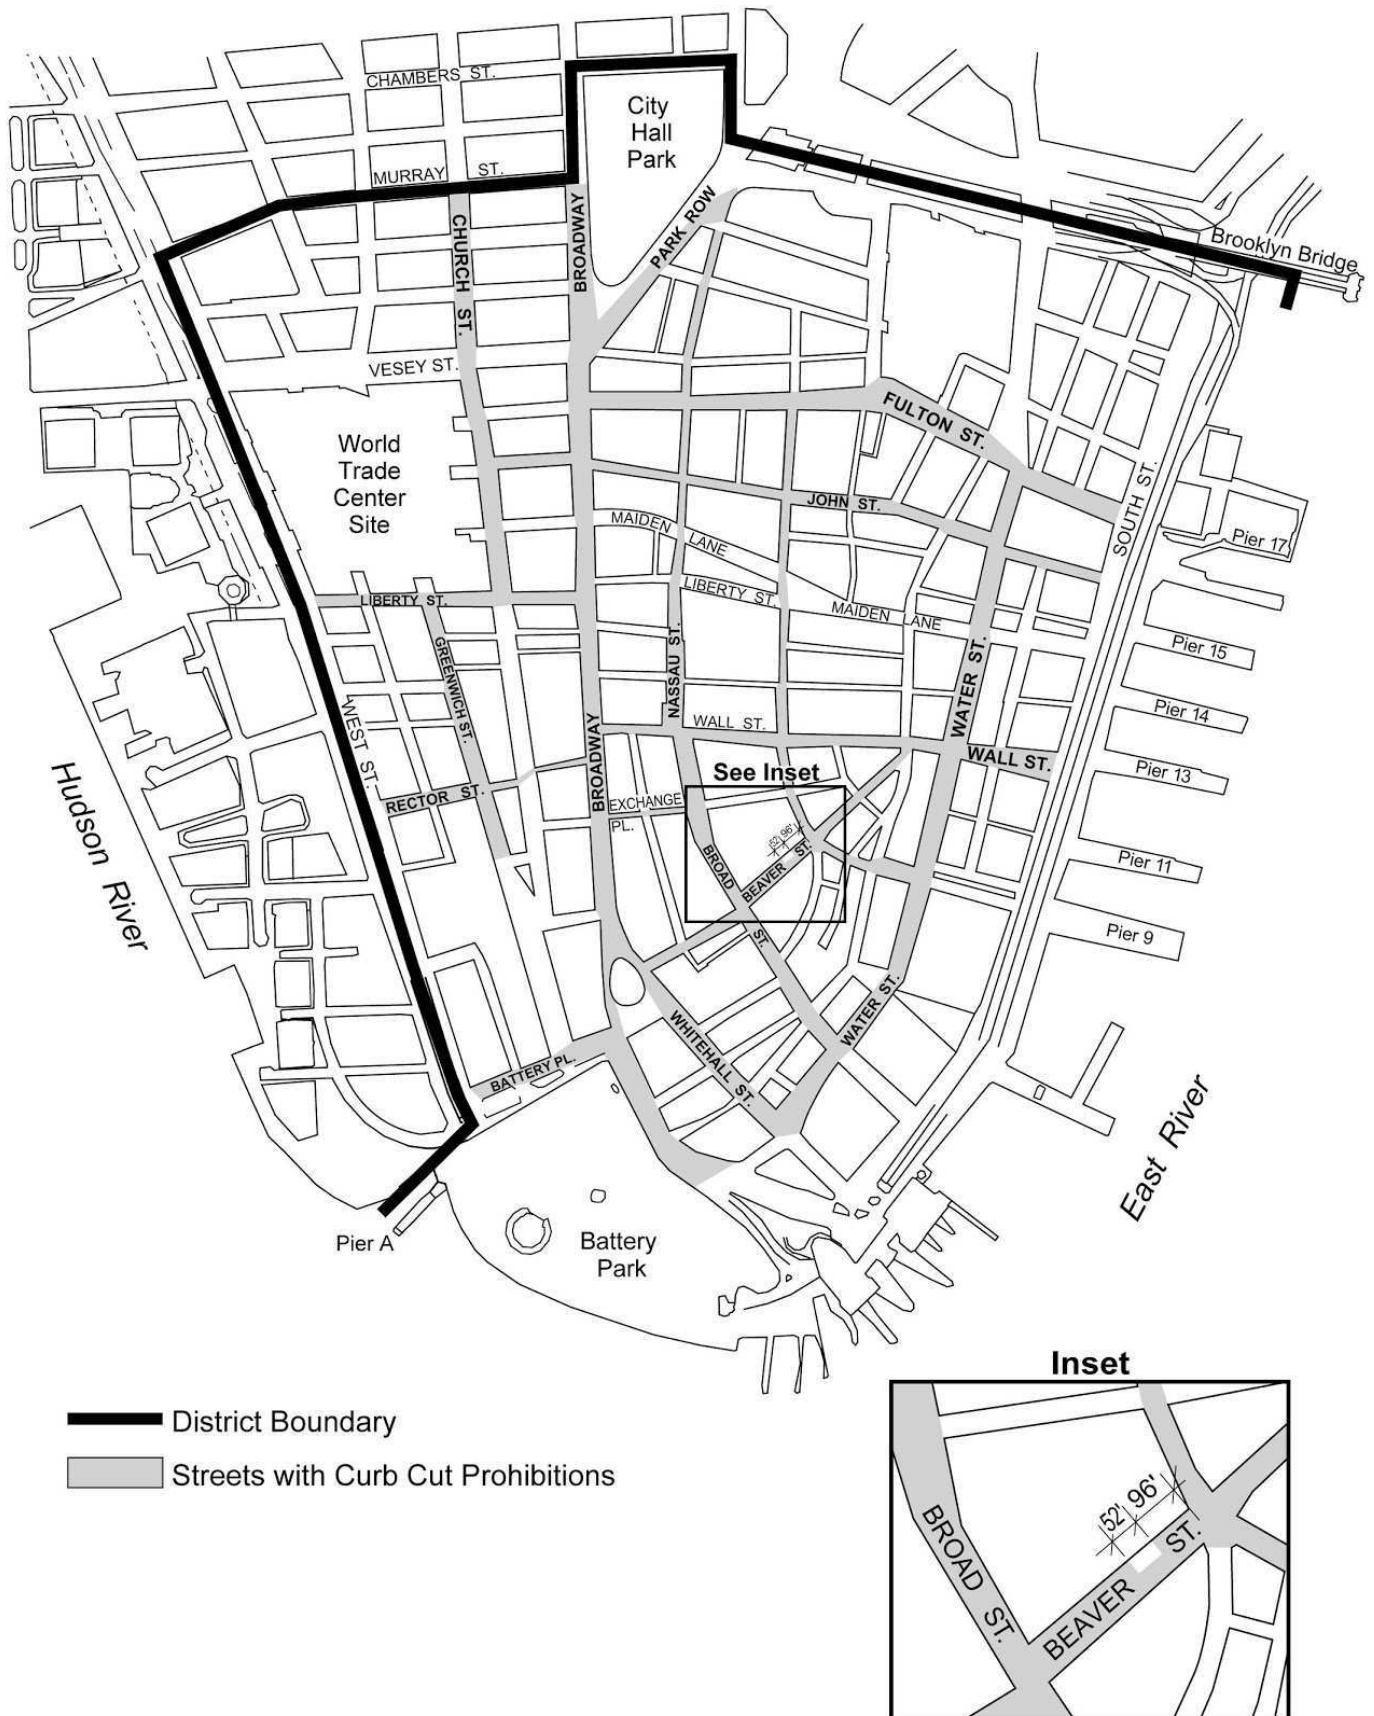 CHAMBERS ST.
City
Hall
Park
MURRAY ST.
CHURCH ST.
BROADWAY
PARK ROW
Brooklyn Bridge
VESEY ST.
FULTON ST.
World
Trade
Center
Site
SOUTH ST.
JOHN ST.
MAIDEN LANE
Pier 17
LIBERTY ST.
LIBERTY ST.
MAIDEN LANE
GREENWICH ST.
NASSAU ST.
WATER ST.
Pier 15
WEST ST.
BROADWAY
WALL ST.
Pier 14
WALL ST.
See Inset
Pier 13
RECTOR ST.
EXCHANGE
PL.
52' 96'
Hudson River
BROAD ST.
BEAVER ST.
Pier 11
Pier 9
WHITEHALL ST.
WATER ST.
BATTERY PL.
East River
Pier A
Battery
Park
Inset
District Boundary
Streets with Curb Cut Prohibitions
52' 96'
BROAD ST.
BEAVER ST.